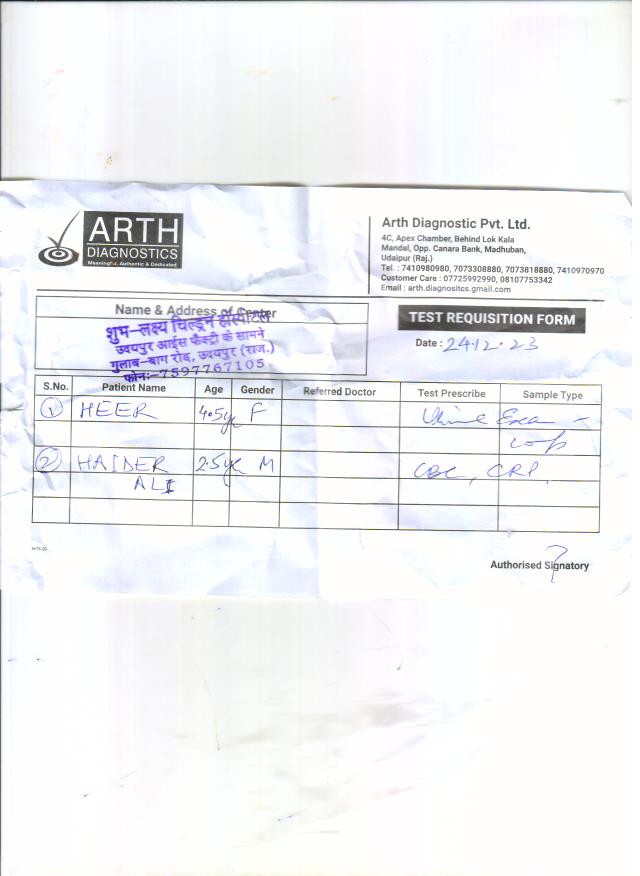 ARTH
DIAGNOSTICS
Meaningful, Authentic & Dedicated
Arth Diagnostic Pvt. Ltd.
4C, Apex Chamber, Behind Lok Kala
Mandal, Opp. Canara Bank, Madhuban,
Udaipur (Raj.)
Tel. : 7410980980, 7073308880, 7073818880, 7410970970
Customer Care : 07725992990, 08107753342
Email : arth.diagnositcs.gmail.com
Name & Address of Center
शुभ-लक्ष्य चिल्ड्रन हॉस्पिटल
उदयपुर आईस फैक्ट्री के सामने
गुलाब-बाग रोड़, उदयपुर (राज.)
फोन:-7597767105
TEST REQUISITION FORM
Date : 24.12.23
S.No. Patient Name Age Gender Referred Doctor Test Prescribe Sample Type
1 HEER 4.5yr F Urine Exam
2 HAIDER 2.5yr M CBC, CRP
ALI
Authorised Signatory